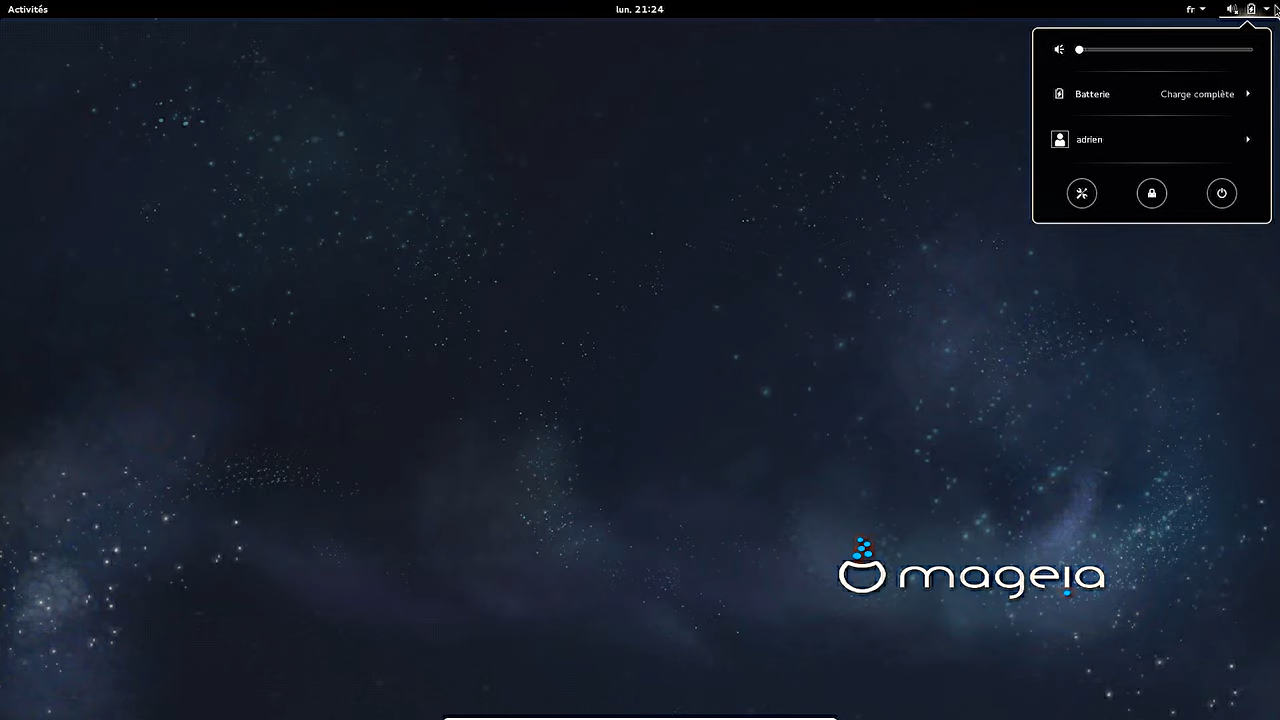 Activités
lun. 21:24
fr
Batterie Charge complète
adrien
mageia